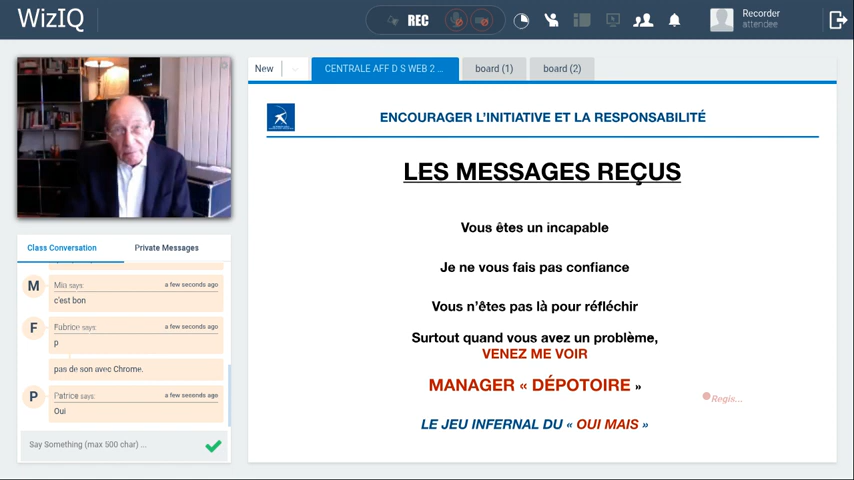 WizIQ
REC
Recorder
attendee
New
CENTRALE AFF D S WEB 2 ...
board (1)
board (2)
ENCOURAGER L'INITIATIVE ET LA RESPONSABILITÉ
LES MESSAGES REÇUS
Vous êtes un incapable
Je ne vous fais pas confiance
Vous n'êtes pas là pour réfléchir
Surtout quand vous avez un problème,
VENEZ ME VOIR
MANAGER « DÉPOTOIRE »
Regis...
LE JEU INFERNAL DU « OUI MAIS »
Class Conversation
Private Messages
M
Mia says:
a few seconds ago
c'est bon
F
Fabrice says:
a few seconds ago
p
pas de son avec Chrome.
P
Patrice says:
a few seconds ago
Oui
Say Something (max 500 char) ...